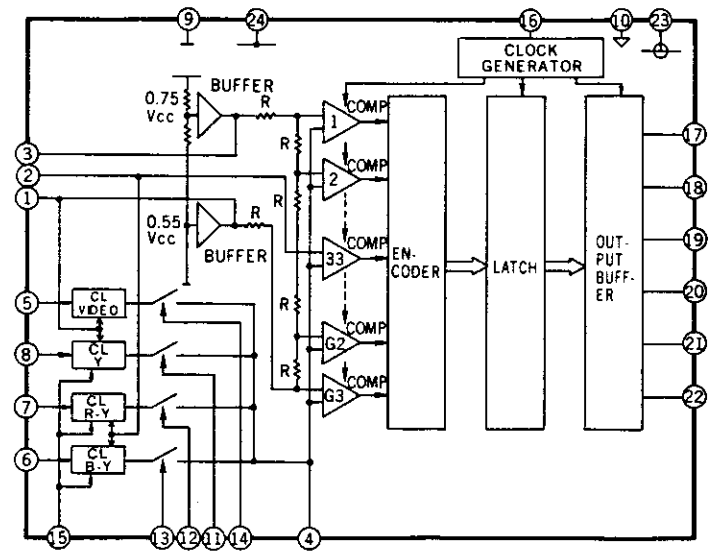 9
24
16
10
23
CLOCK
GENERATOR
BUFFER
0.75
Vcc
R
COMP
1
17
3
R
COMP
2
2
18
1
R
R
0.55
Vcc
BUFFER
COMP
33
EN-
CODER
LATCH
OUT-
PUT
BUFF-
ER
19
5
CL
VIDEO
R
COMP
20
8
CL
Y
G2
21
R
COMP
7
CL
R-Y
G3
22
6
CL
B-Y
15
13
12
11
14
4